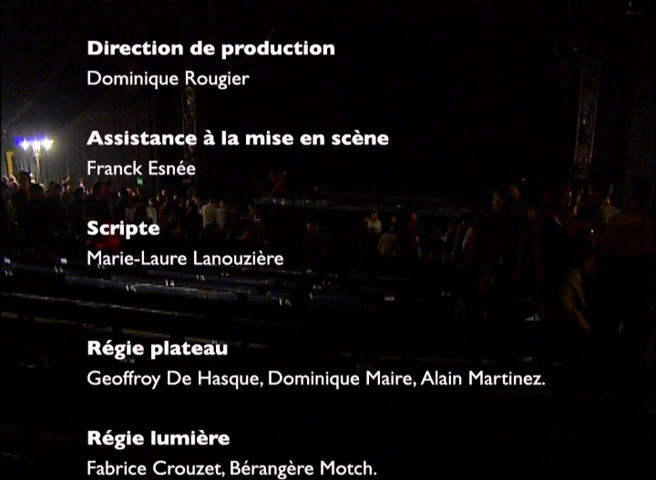 Direction de production
Dominique Rougier
Assistance à la mise en scène
Franck Esnée
Scripte
Marie-Laure Lanouzière
Régie plateau
Geoffroy De Hasque, Dominique Maire, Alain Martinez.
Régie lumière
Fabrice Crouzet, Bérangère Motch.